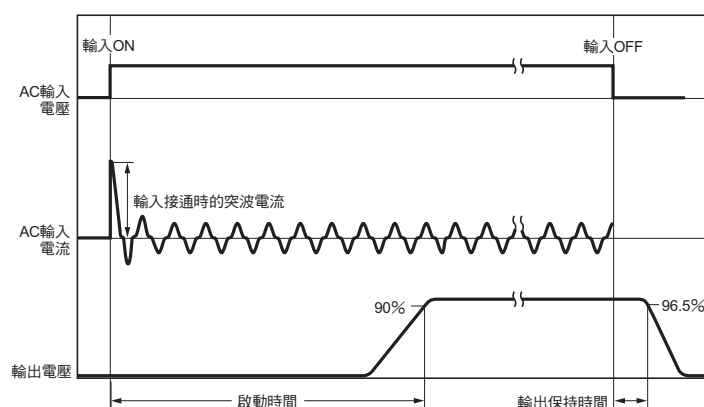 輸入ON
輸入OFF
AC輸入
電壓
輸入接通時的突波電流
AC輸入
電流
90%
96.5%
輸出電壓
啟動時間
輸出保持時間